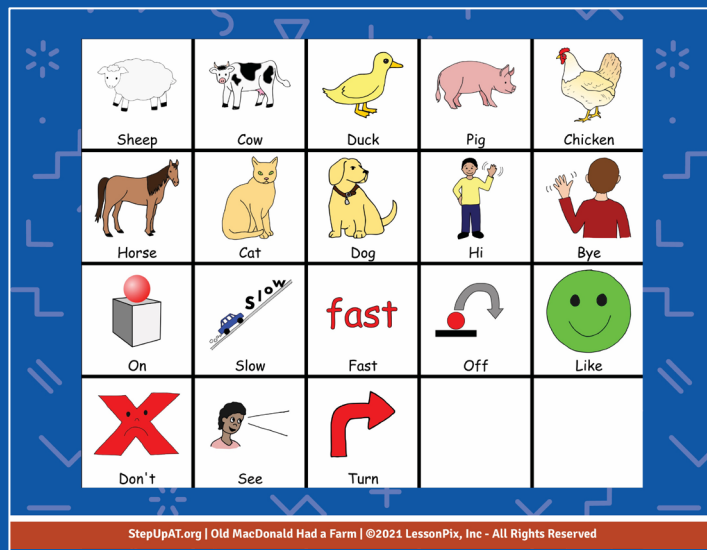 Sheep Cow Duck Pig Chicken
Horse Cat Dog Hi Bye
Slow
fast
On Slow Fast Off Like
Don't See Turn
StepUpAT.org | Old MacDonald Had a Farm | ©2021 LessonPix, Inc - All Rights Reserved